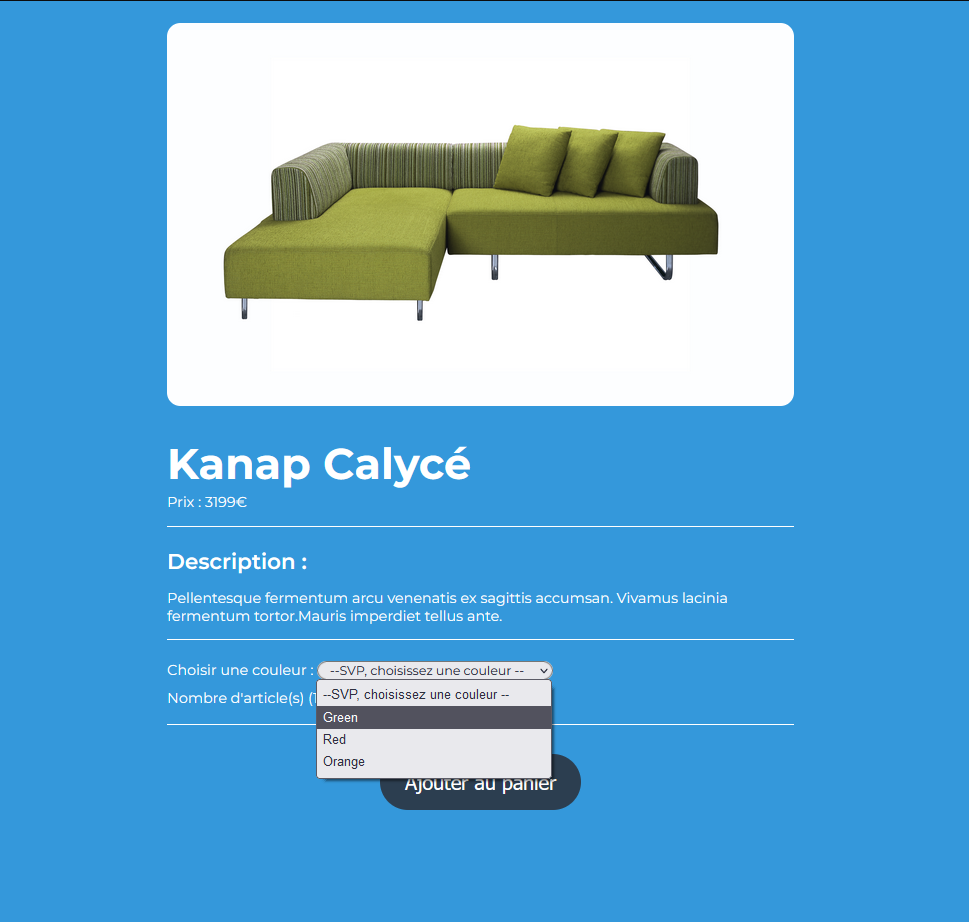 Kanap Calycé
Prix : 3199€
Description :
Pellentesque fermentum arcu venenatis ex sagittis accumsan. Vivamus lacinia
fermentum tortor.Mauris imperdiet tellus ante.
Choisir une couleur : --SVP, choisissez une couleur --
--SVP, choisissez une couleur --
Nombre d'article(s)
Green
Red
Orange
Ajouter au panier